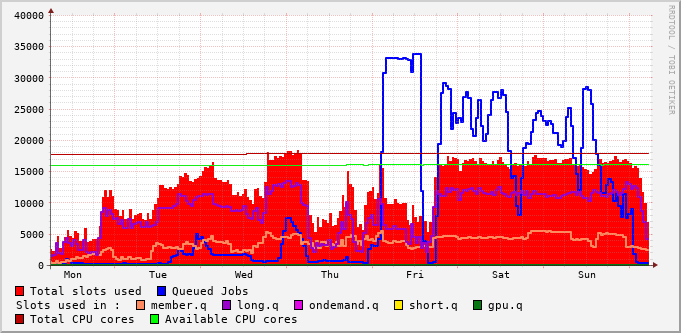 RRDTOOL / TOBI OETIKER
40000
35000
30000
25000
20000
15000
10000
5000
0
Mon Tue Wed Thu Fri Sat Sun
Total slots used Queued Jobs
Slots used in : member.q long.q ondemand.q short.q gpu.q
Total CPU cores Available CPU cores